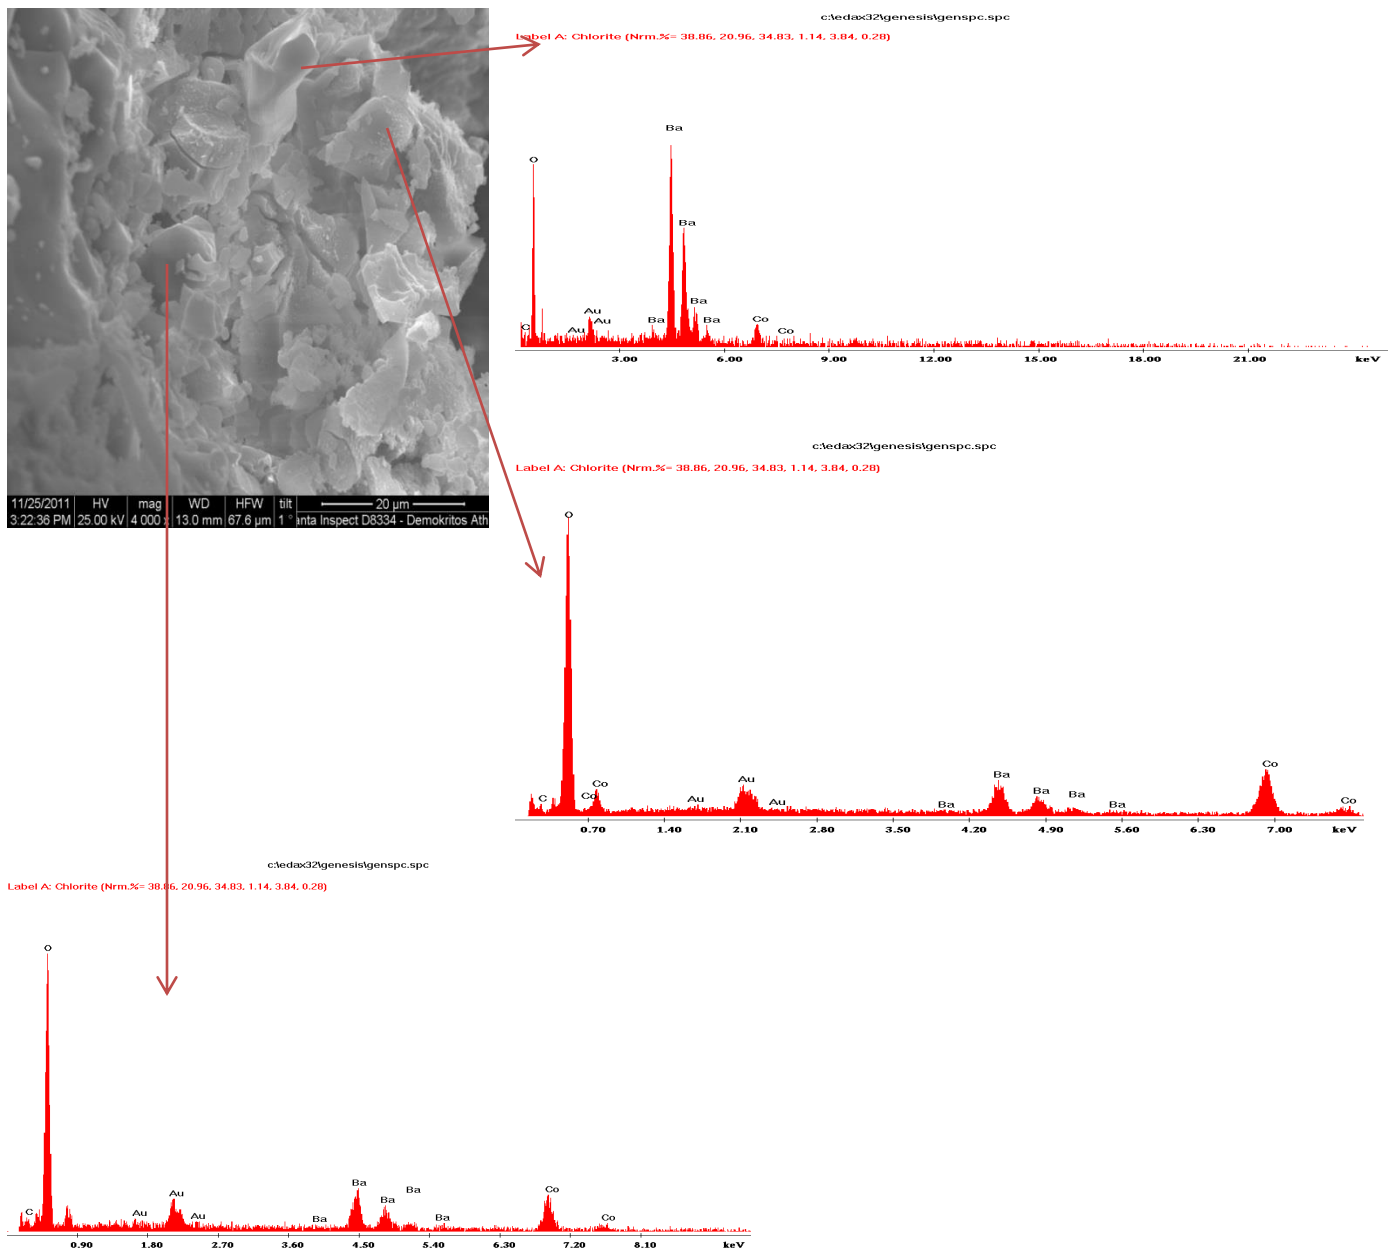 c:\edax32\genesis\genspc.spc
Label A: Chlorite (Nrm.%= 38.86, 20.96, 34.83, 1.14, 3.84, 0.28)
Ba
O
Ba
Ba
Au
C Au Au Ba Ba Co Co
3.00 6.00 9.00 12.00 15.00 18.00 21.00 keV
c:\edax32\genesis\genspc.spc
Label A: Chlorite (Nrm.%= 38.86, 20.96, 34.83, 1.14, 3.84, 0.28)
11/25/2011 HV mag WD HFW tilt 20 µm
3:22:36 PM 25.00 kV 4 000 x 13.0 mm 67.6 µm 1 ° anta Inspect D8334 - Demokritos Ath
O
Co
Au Ba
Co Ba Ba
C Co Au Au Ba Ba Co
0.70 1.40 2.10 2.80 3.50 4.20 4.90 5.60 6.30 7.00 keV
c:\edax32\genesis\genspc.spc
Label A: Chlorite (Nrm.%= 38.86, 20.96, 34.83, 1.14, 3.84, 0.28)
O
Ba
Au Ba Co
Ba
C Au Au Ba Ba Co
0.90 1.80 2.70 3.60 4.50 5.40 6.30 7.20 8.10 keV